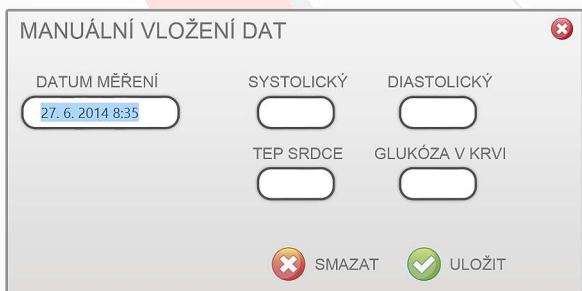 MANUÁLNÍ VLOŽENÍ DAT
DATUM MĚŘENÍ SYSTOLICKÝ DIASTOLICKÝ
27. 6. 2014 8:35
TEP SRDCE GLUKÓZA V KRVI
SMAZAT ULOŽIT